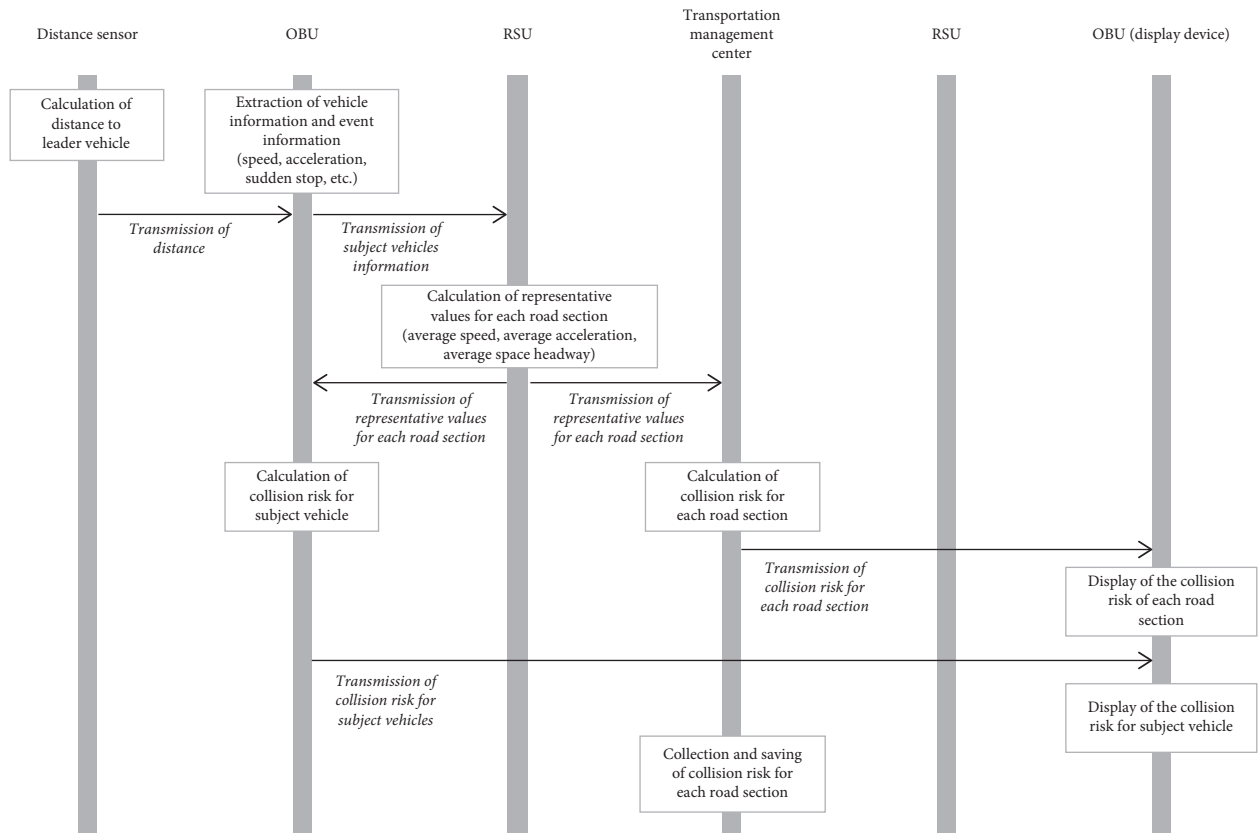 Distance sensor
OBU
RSU
Transportation
management
center
RSU
OBU (display device)
Calculation of
distance to
leader vehicle
Extraction of vehicle
information and event
information
(speed, acceleration,
sudden stop, etc.)
Transmission of
distance
Transmission of
subject vehicles
information
Calculation of representative
values for each road section
(average speed, average acceleration,
average space headway)
Transmission of
representative values
for each road section
Transmission of
representative values
for each road section
Calculation of
collision risk for
subject vehicle
Calculation of
collision risk for
each road section
Transmission of
collision risk for
each road section
Display of the collision
risk of each road
section
Transmission of
collision risk for
subject vehicles
Display of the collision
risk for subject vehicle
Collection and saving
of collision risk for
each road section